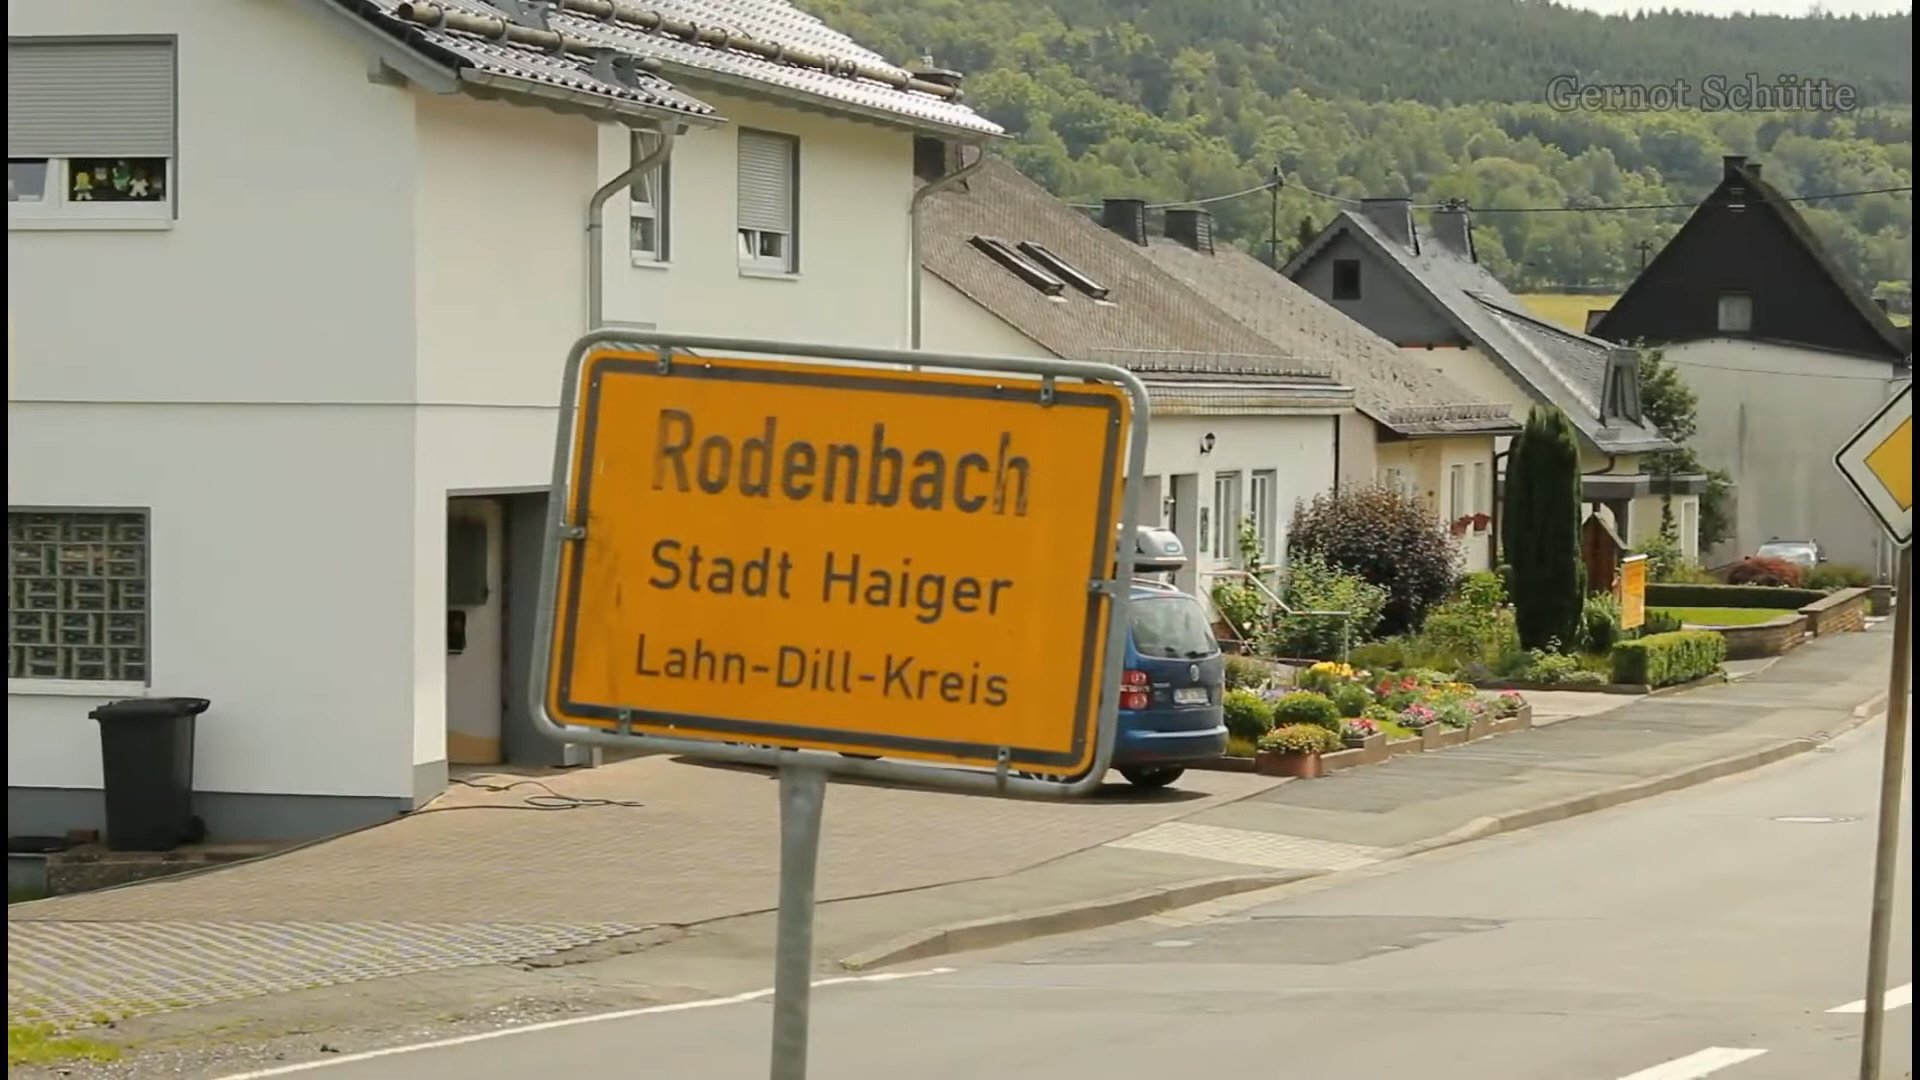 Gernot Schütte
Rodenbach
Stadt Haiger
Lahn-Dill-Kreis